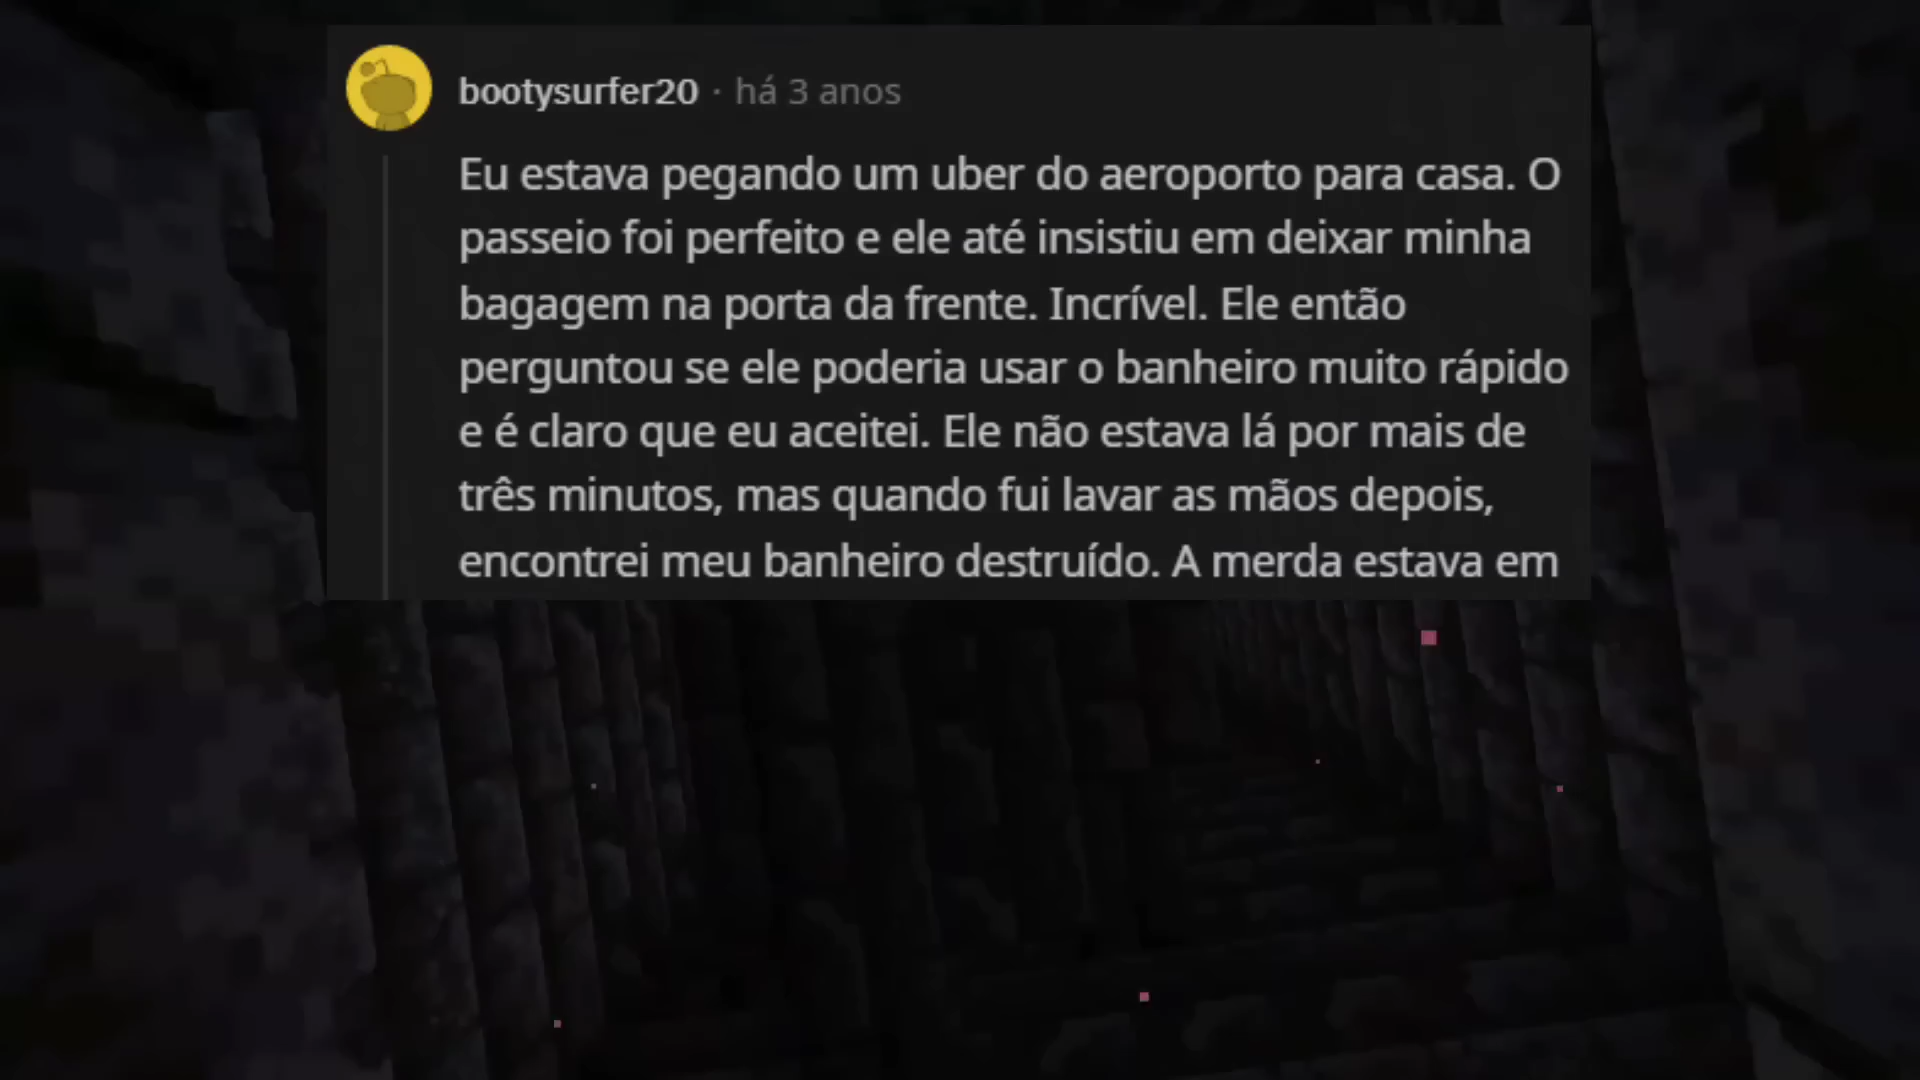 bootysurfer20 · há 3 anos
Eu estava pegando um uber do aeroporto para casa. O
passeio foi perfeito e ele até insistiu em deixar minha
bagagem na porta da frente. Incrível. Ele então
perguntou se ele poderia usar o banheiro muito rápido
e é claro que eu aceitei. Ele não estava lá por mais de
três minutos, mas quando fui lavar as mãos depois,
encontrei meu banheiro destruído. A merda estava em